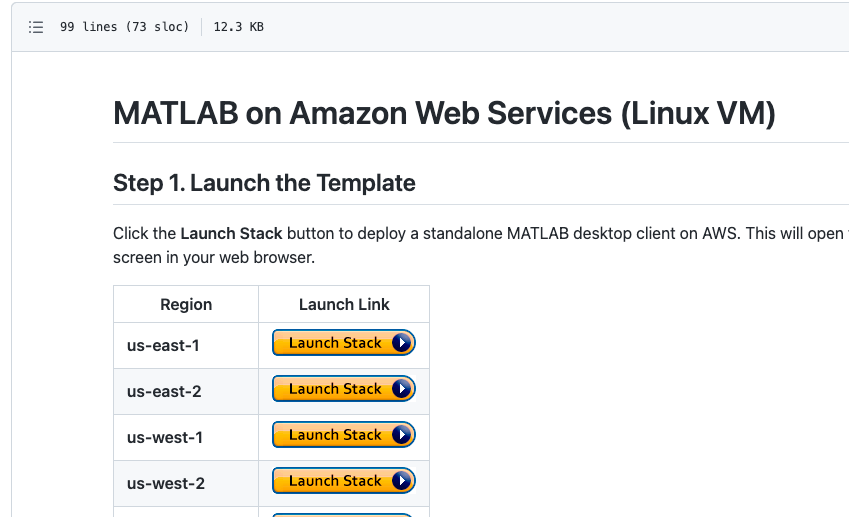 99 lines (73 sloc) 12.3 KB
MATLAB on Amazon Web Services (Linux VM)
Step 1. Launch the Template
Click the Launch Stack button to deploy a standalone MATLAB desktop client on AWS. This will open
screen in your web browser.
Region Launch Link
us-east-1 Launch Stack
us-east-2 Launch Stack
us-west-1 Launch Stack
us-west-2 Launch Stack